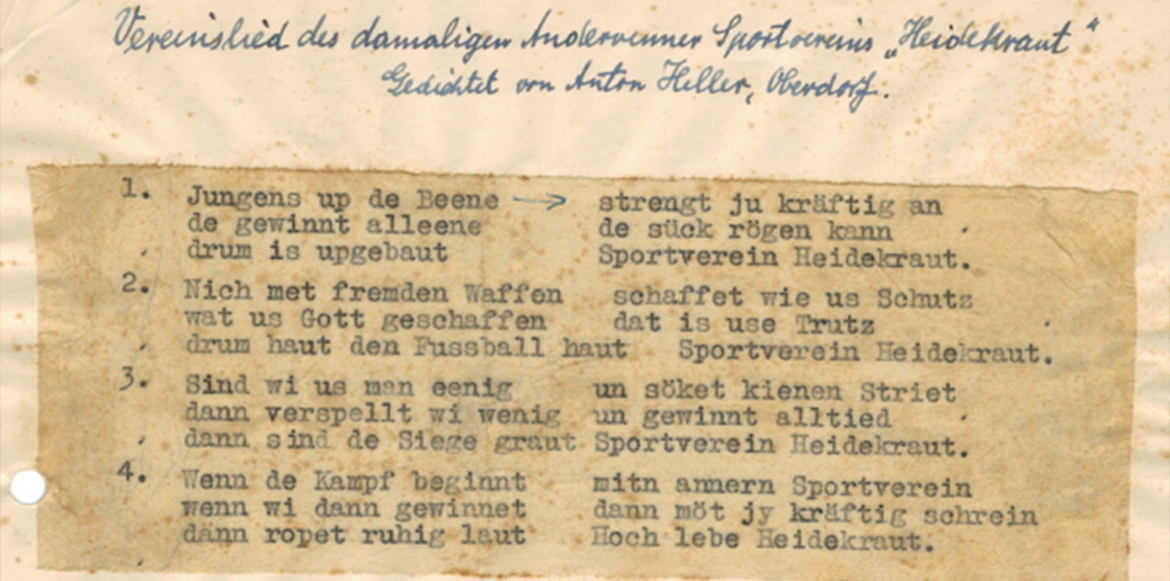 Vereinslied des damaligen Andervenner Sportvereins „Heidekraut“
Gedichtet von Anton Heller, Oberdorf.
1. Jungens up de Beene → strengt ju kräftig an
de gewinnt alleene de sück rögen kann
drum is upgebaut Sportverein Heidekraut.
2. Nich met fremden Waffen schaffet wie us Schutz
wat us Gott geschaffen dat is use Trutz
drum haut den Fussball haut Sportverein Heidekraut.
3. Sind wi us man eenig un söket kienen Striet
dann verspellt wi wenig un gewinnt alltied
dann sind de Siege graut Sportverein Heidekraut.
4. Wenn de Kampf beginnt mitn annern Sportverein
wenn wi dann gewinnet dann möt jy kräftig schrein
dann ropet ruhig laut Hoch lebe Heidekraut.